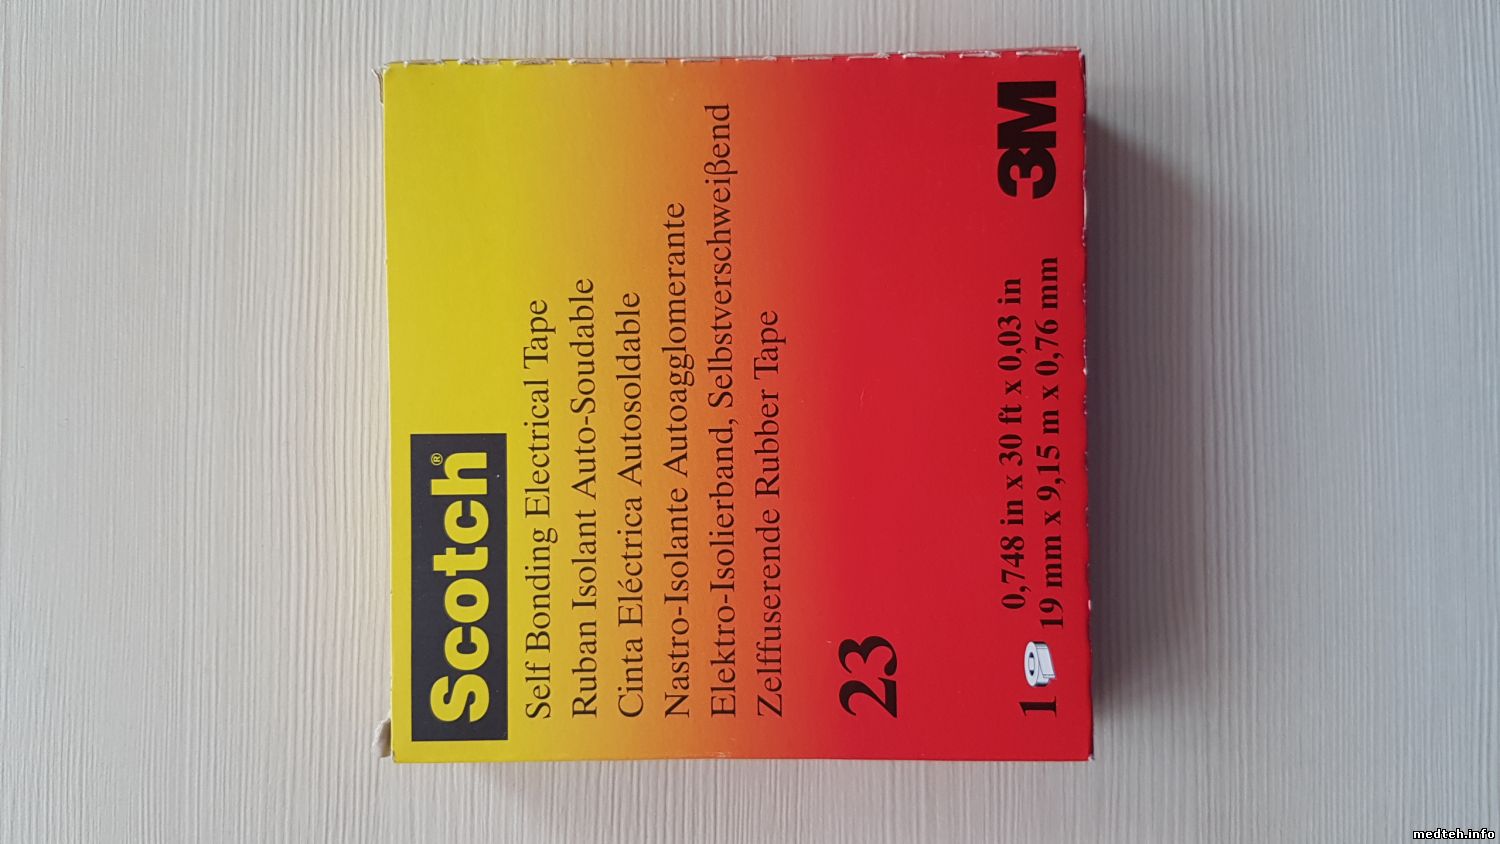 Scotch®
Self Bonding Electrical Tape
Ruban Isolant Auto-Soudable
Cinta Eléctrica Autosoldable
Nastro-Isolante Autoagglomerante
Elektro-Isolierband, Selbstverschweißend
Zelffuserende Rubber Tape
23
0,748 in x 30 ft x 0,03 in
1 19 mm x 9,15 m x 0,76 mm
3M
medteh.info